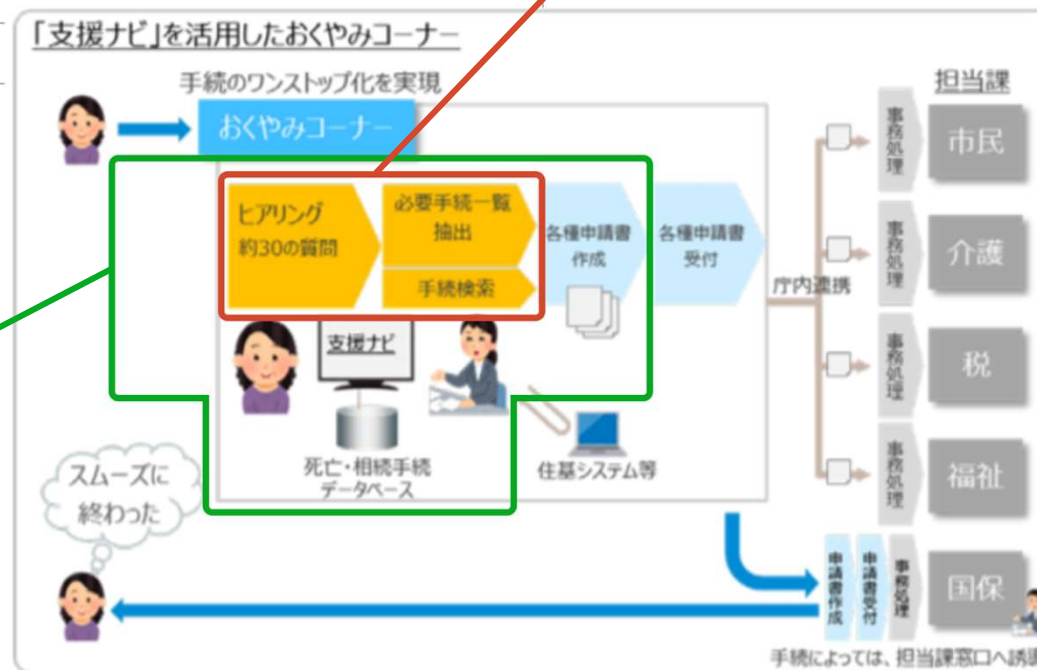 「支援ナビ」を活用したおくやみコーナー
手続のワンストップ化を実現
おくやみコーナー
担当課
ヒアリング
約30の質問
必要手続一覧
抽出
手続検索
各種申請書
作成
各種申請書
受付
支援ナビ
死亡・相続手続
データベース
住基システム等
庁内連携
事務処理
市民
事務処理
介護
事務処理
税
事務処理
福祉
申請書作成
申請書受付
事務処理
国保
スムーズに
終わった
手続によっては、担当課窓口へ誘導